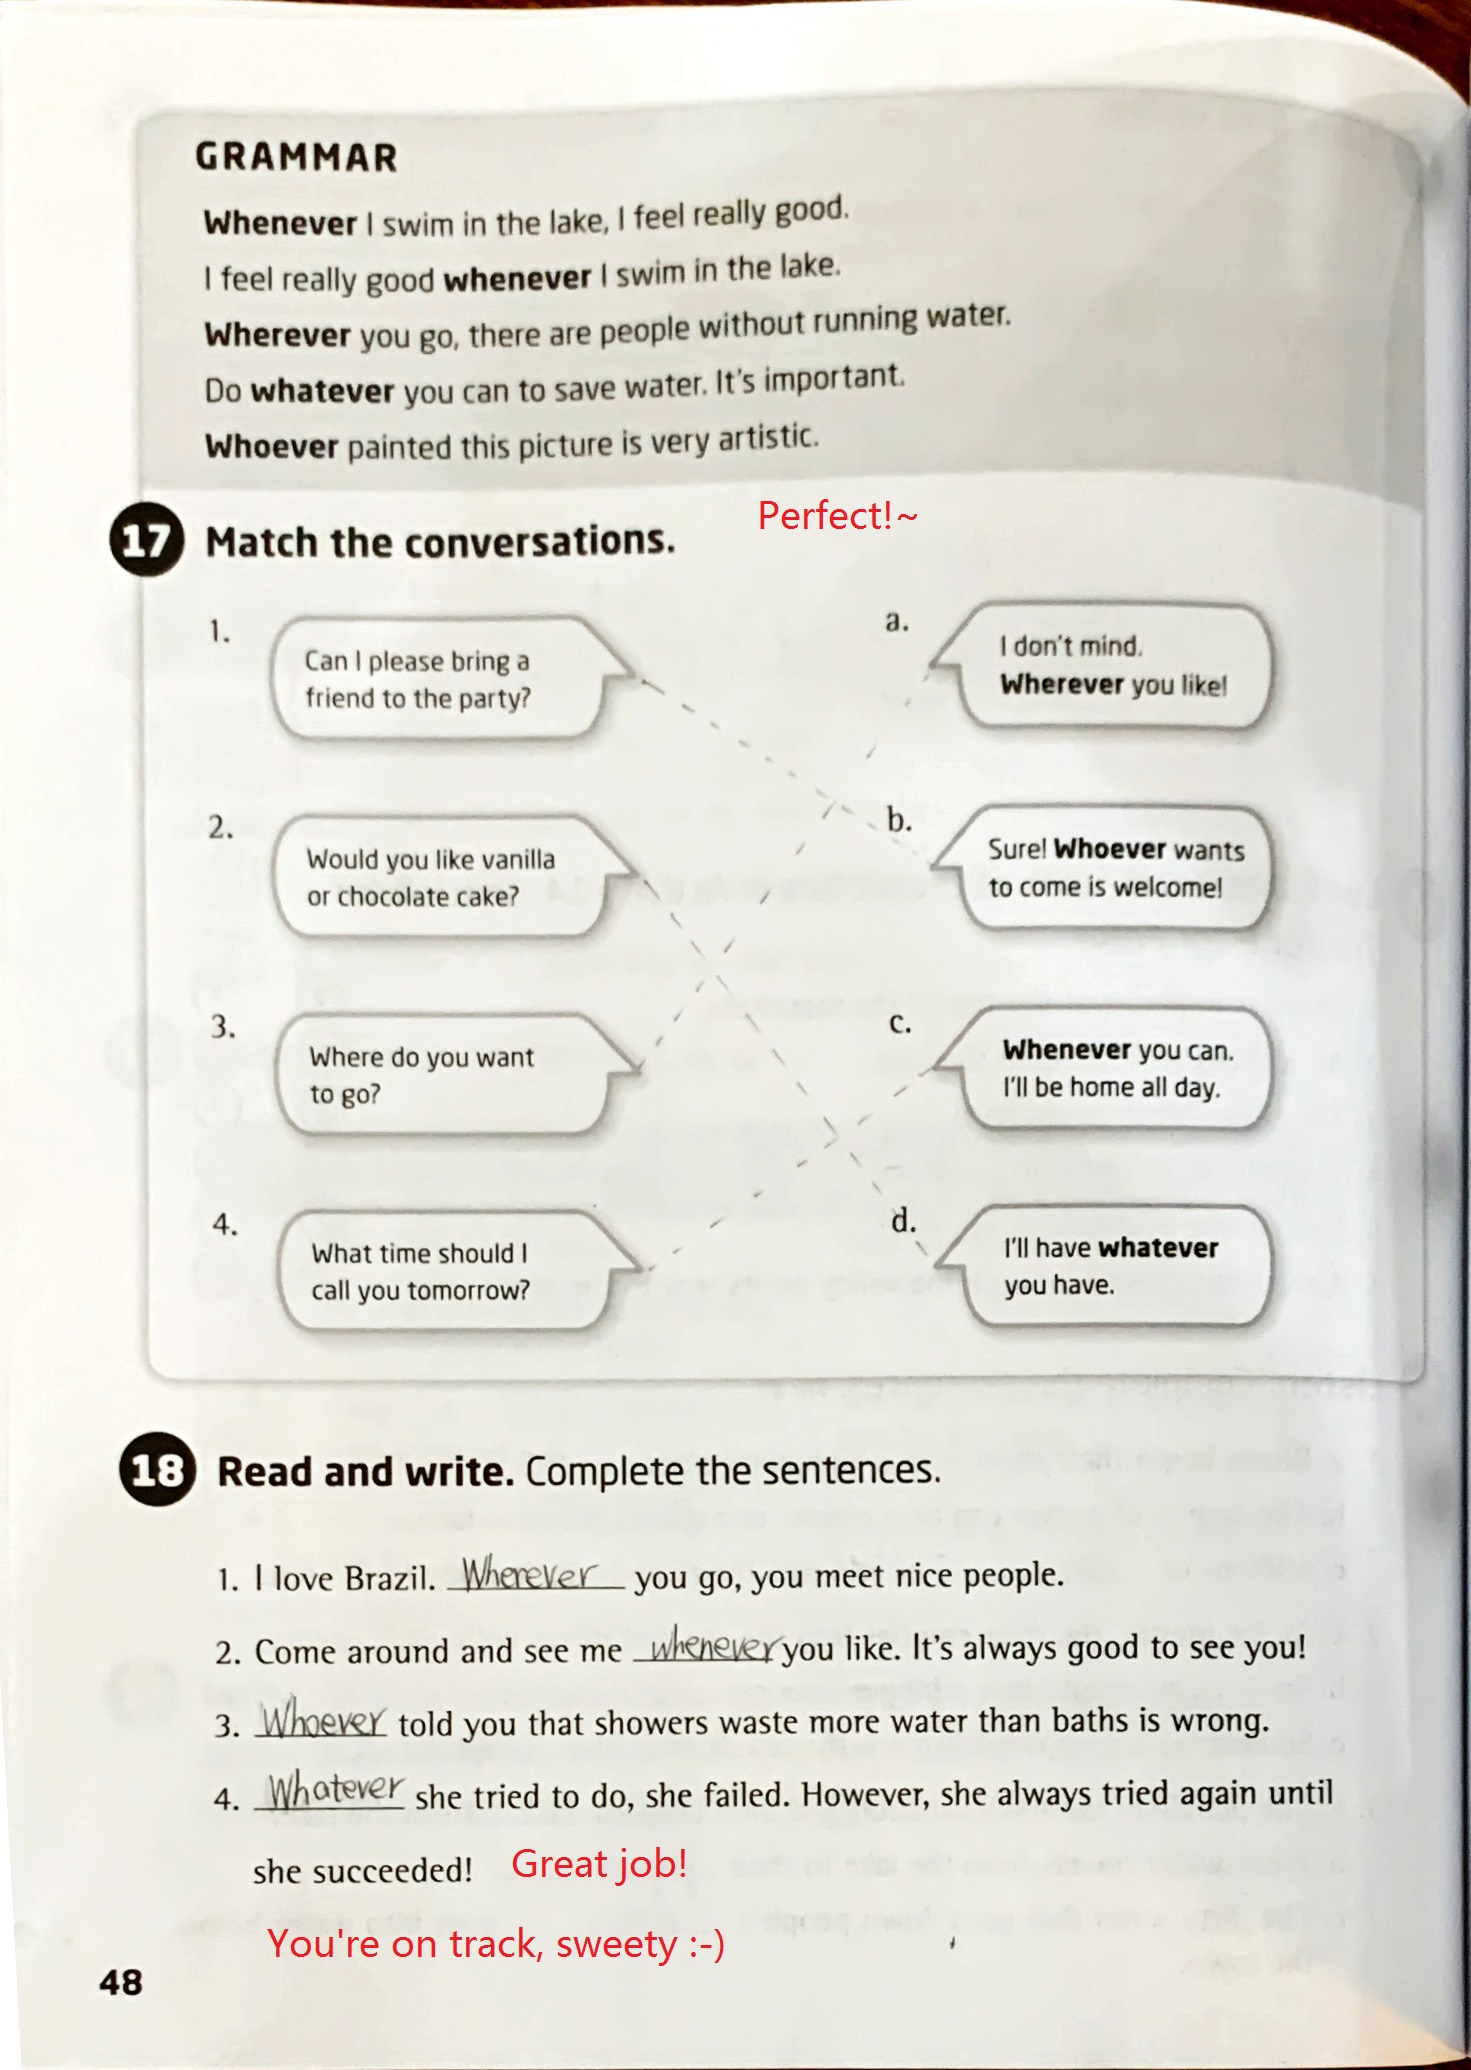 GRAMMAR
Whenever I swim in the lake, I feel really good.
I feel really good whenever I swim in the lake.
Wherever you go, there are people without running water.
Do whatever you can to save water. It's important.
Whoever painted this picture is very artistic.
Perfect!~
17 Match the conversations.
1.
Can I please bring a
friend to the party?
a.
I don't mind.
Wherever you like!
2.
Would you like vanilla
or chocolate cake?
b.
Sure! Whoever wants
to come is welcome!
3.
Where do you want
to go?
c.
Whenever you can.
I'll be home all day.
4.
What time should I
call you tomorrow?
d.
I'll have whatever
you have.
18 Read and write. Complete the sentences.
1. I love Brazil. Wherever you go, you meet nice people.
2. Come around and see me whenever you like. It's always good to see you!
3. Whoever told you that showers waste more water than baths is wrong.
4. Whatever she tried to do, she failed. However, she always tried again until
she succeeded! Great job!
You're on track, sweety :-)
48